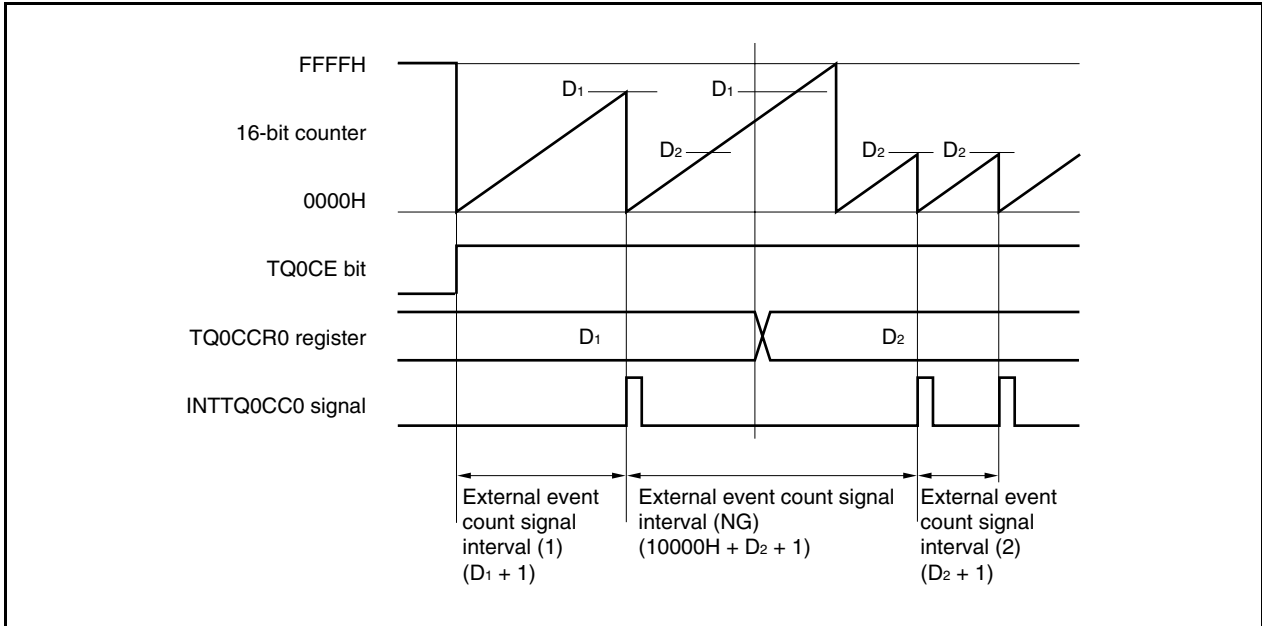 FFFFH
D1
D1
16-bit counter
D2
D2
D2
0000H
TQ0CE bit
TQ0CCR0 register
D1
D2
INTTQ0CC0 signal
External event
count signal
interval (1)
(D1 + 1)
External event count signal
interval (NG)
(10000H + D2 + 1)
External event
count signal
interval (2)
(D2 + 1)